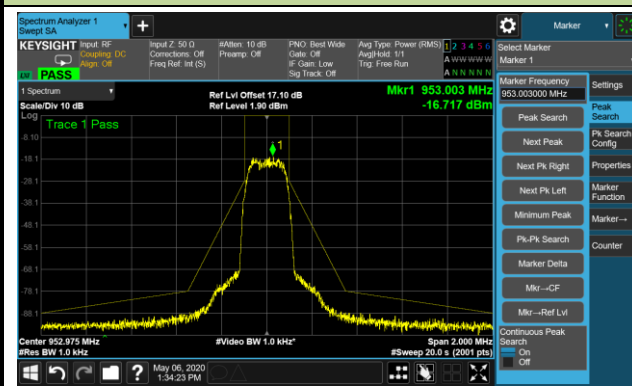 Spectrum Analyzer 1
Swept SA
KEYSIGHT
Input: RF
Coupling: DC
Align: Off
Input Z: 50 Ω
Corrections: Off
Freq Ref: Int (S)
#Atten: 10 dB
Preamp: Off
PNO: Best Wide
Gate: Off
IF Gain: Low
Sig Track: Off
Avg Type: Power (RMS)
Avg|Hold: 1/1
Trig: Free Run
1 2 3 4 5 6
A W W W W W
A N N N N N
PASS
1 Spectrum
Scale/Div 10 dB
Ref Lvl Offset 17.10 dB
Ref Level 1.90 dBm
Mkr1 953.003 MHz
-16.717 dBm
Log
Trace 1 Pass
1
-8.10
-18.1
-28.1
-38.1
-48.1
-58.1
-68.1
-78.1
-88.1
Center 952.975 MHz
#Res BW 1.0 kHz
#Video BW 1.0 kHz*
Span 2.000 MHz
#Sweep 20.0 s (2001 pts)
?
May 06, 2020
1:34:23 PM
Marker
Select Marker
Marker 1
Marker Frequency
953.003000 MHz
Peak Search
Next Peak
Next Pk Right
Next Pk Left
Minimum Peak
Pk-Pk Search
Marker Delta
Mkr→CF
Mkr→Ref Lvl
Continuous Peak
Search
On
Off
Settings
Peak
Search
Pk Search
Config
Properties
Marker
Function
Marker→
Counter